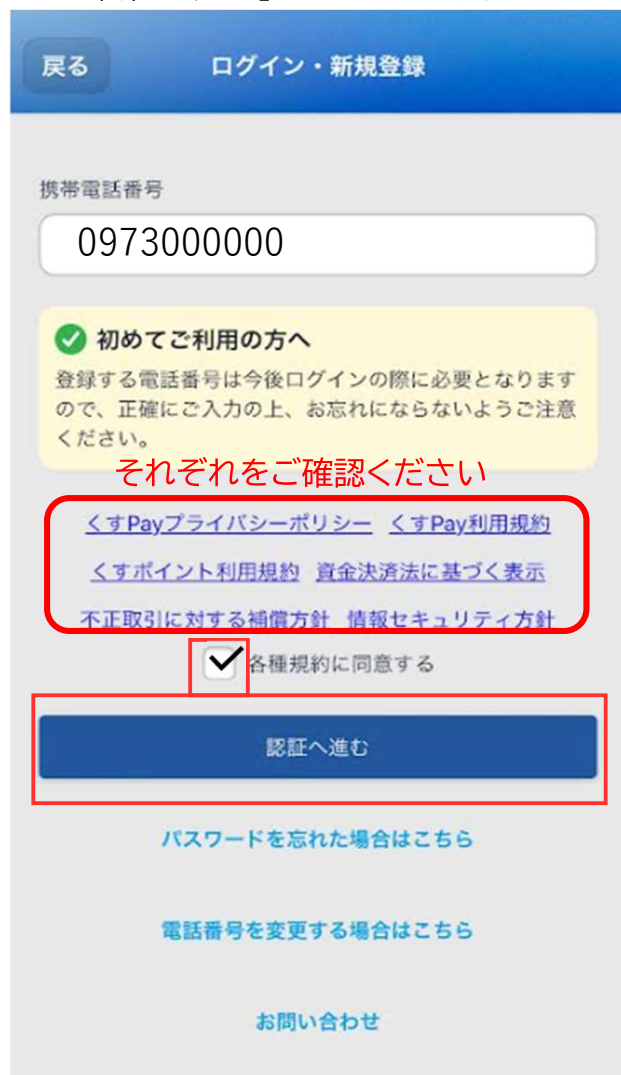 戻る
ログイン・新規登録
携帯電話番号
0973000000
初めてご利用の方へ
登録する電話番号は今後ログインの際に必要となります
ので、正確にご入力の上、お忘れにならないようご注意
ください。
それぞれをご確認ください
くすPayプライバシーポリシー くすPay利用規約
くすポイント利用規約 資金決済法に基づく表示
不正取引に対する補償方針 情報セキュリティ方針
各種規約に同意する
認証へ進む
パスワードを忘れた場合はこちら
電話番号を変更する場合はこちら
お問い合わせ